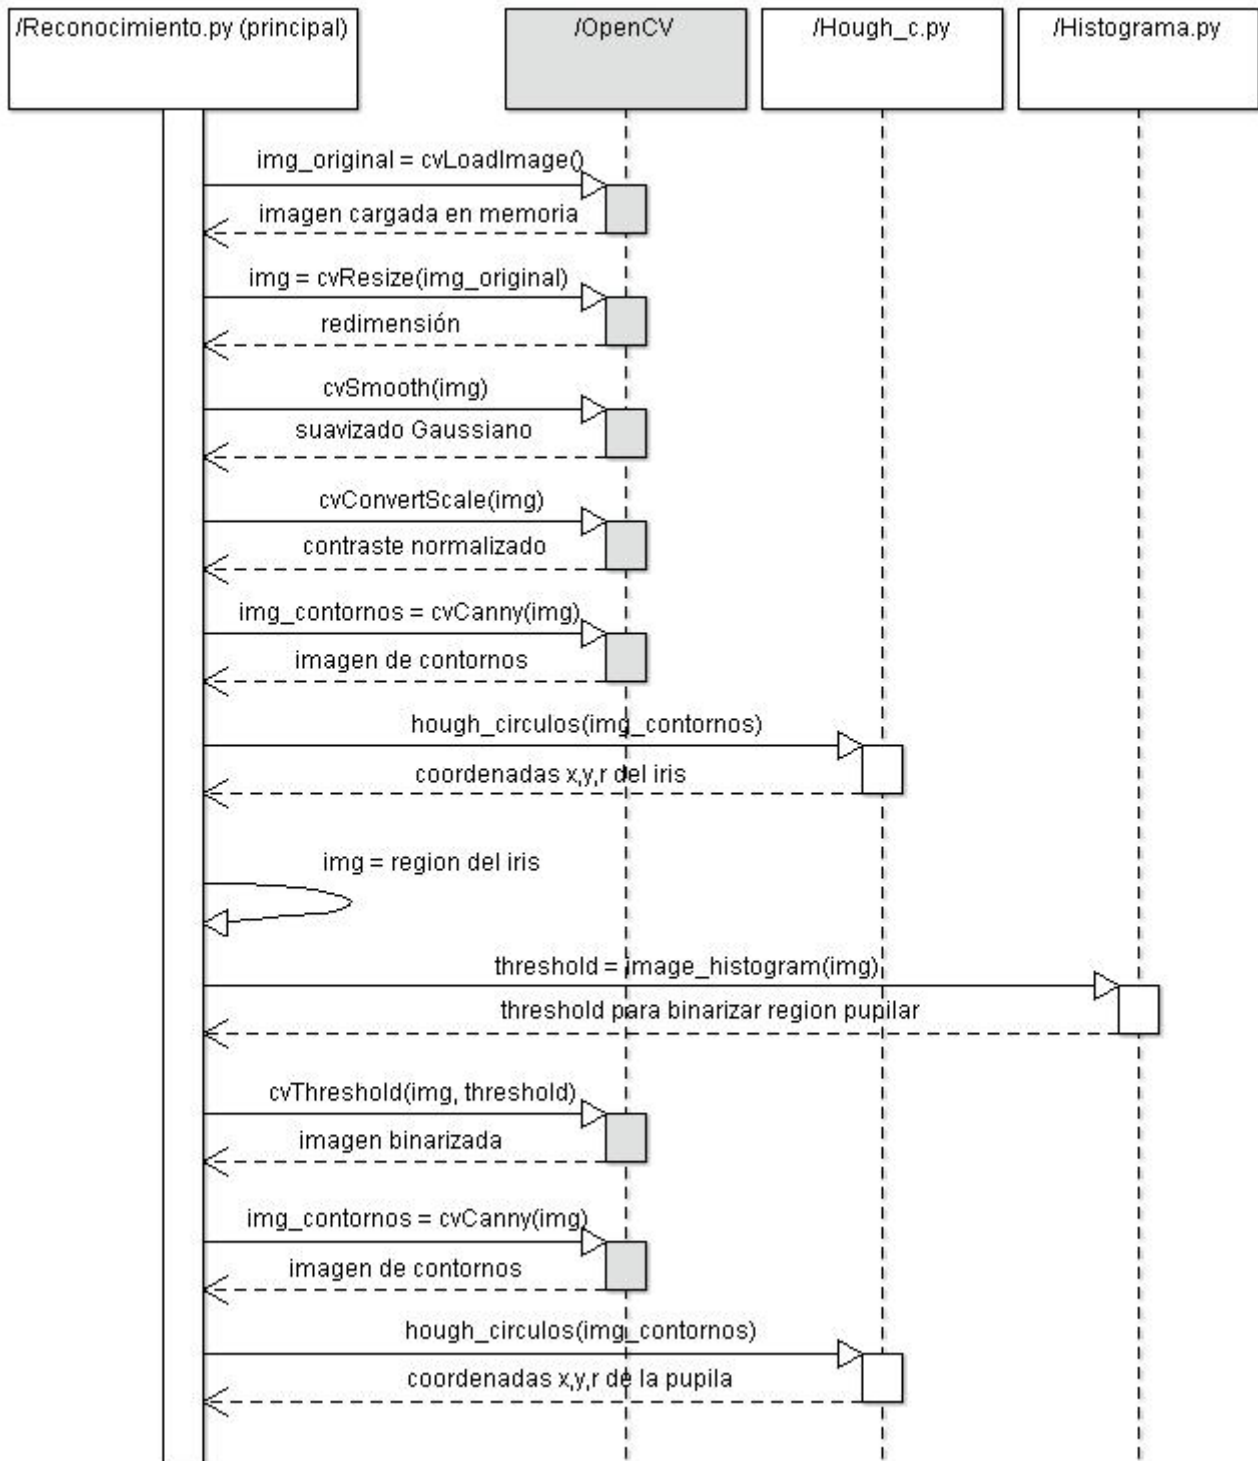 /Reconocimiento.py (principal)
/OpenCV
/Hough_c.py
/Histograma.py
img_original = cvLoadImage()
imagen cargada en memoria
img = cvResize(img_original)
redimensión
cvSmooth(img)
suavizado Gaussiano
cvConvertScale(img)
contraste normalizado
img_contornos = cvCanny(img)
imagen de contornos
hough_circulos(img_contornos)
coordenadas x,y,r del iris
img = region del iris
threshold = image_histogram(img)
threshold para binarizar region pupilar
cvThreshold(img, threshold)
imagen binarizada
img_contornos = cvCanny(img)
imagen de contornos
hough_circulos(img_contornos)
coordenadas x,y,r de la pupila